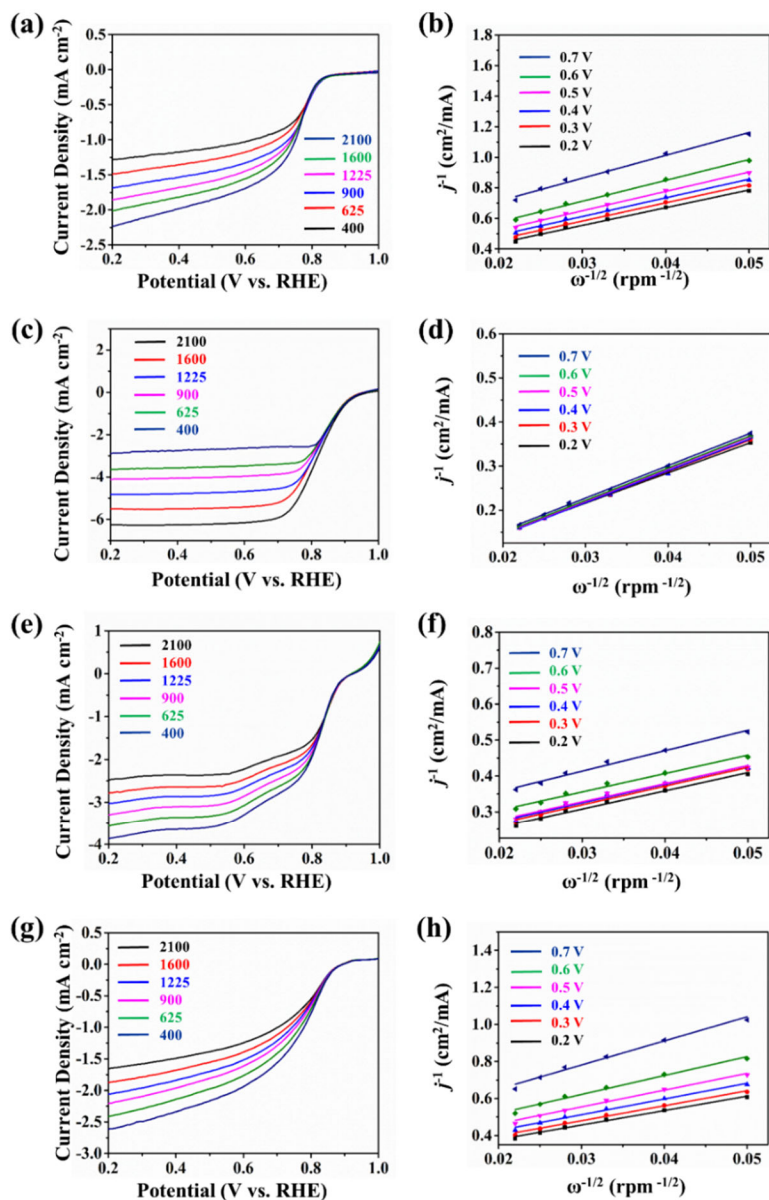 (a)
Current Density (mA cm-2)
0.0
-0.5
-1.0
-1.5
-2.0
-2.5
2100
1600
1225
900
625
400
0.2 0.4 0.6 0.8 1.0
Potential (V vs. RHE)
(b)
j-1 (cm2/mA)
1.8
1.6
1.4
1.2
1.0
0.8
0.6
0.4
0.7 V
0.6 V
0.5 V
0.4 V
0.3 V
0.2 V
0.02 0.03 0.04 0.05
ω-1/2 (rpm -1/2)
(c)
Current Density (mA cm-2)
2
0
-2
-4
-6
2100
1600
1225
900
625
400
0.2 0.4 0.6 0.8 1.0
Potential (V vs. RHE)
(d)
j-1 (cm2/mA)
0.6
0.5
0.3
0.2
0.7 V
0.6 V
0.5 V
0.4 V
0.3 V
0.2 V
0.02 0.03 0.04 0.05
ω-1/2 (rpm-1/2)
(e)
Current Density (mA cm-2)
1
0
-1
-2
-3
-4
2100
1600
1225
900
625
400
0.2 0.4 0.6 0.8 1.0
Potential (V vs. RHE)
(f)
j-1 (cm2/mA)
0.8
0.7
0.6
0.5
0.4
0.3
0.7 V
0.6 V
0.5 V
0.4 V
0.3 V
0.2 V
0.02 0.03 0.04 0.05
ω-1/2 (rpm -1/2)
(g)
Current Density (mA cm-2)
0.5
0.0
-0.5
-1.0
-1.5
-2.0
-2.5
-3.0
2100
1600
1225
900
625
400
0.2 0.4 0.6 0.8 1.0
Potential (V vs. RHE)
(h)
j-1 (cm2/mA)
1.4
1.2
1.0
0.8
0.6
0.4
0.7 V
0.6 V
0.5 V
0.4 V
0.3 V
0.2 V
0.02 0.03 0.04 0.05
ω-1/2 (rpm -1/2)